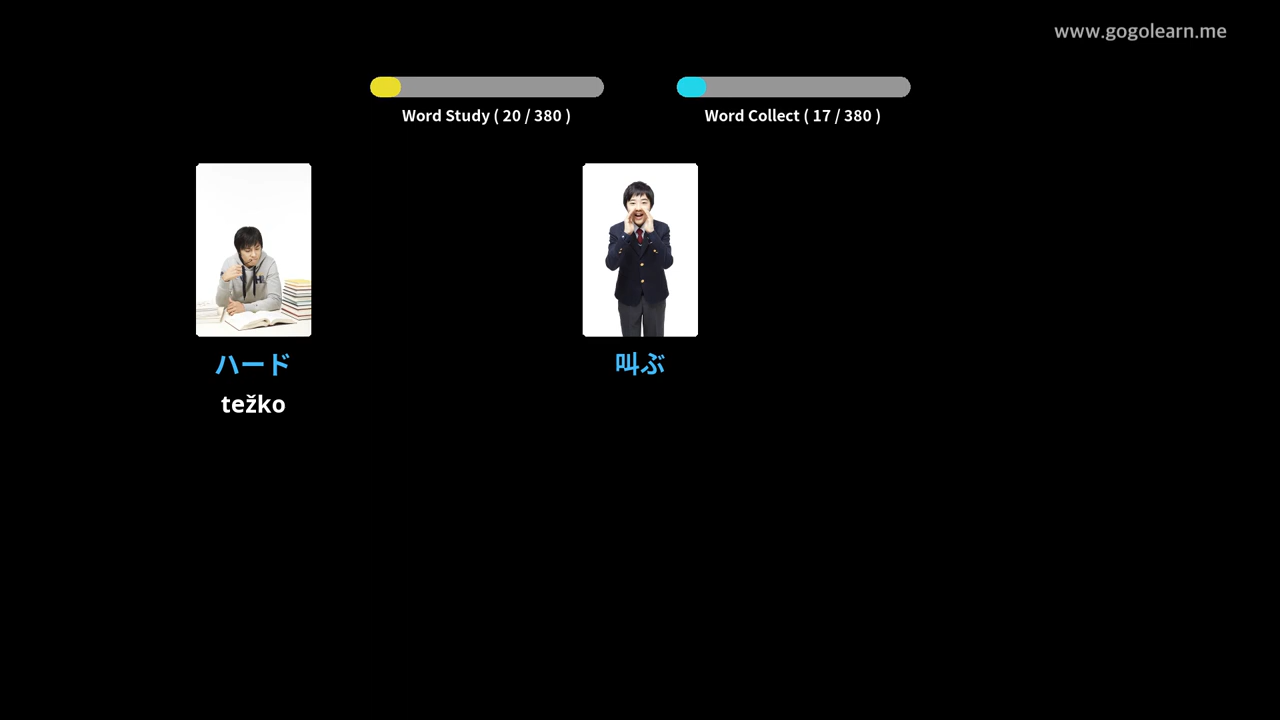 www.gogolearn.me
Word Study ( 20 / 380 )
Word Collect ( 17 / 380 )
ハード
叫ぶ
težko